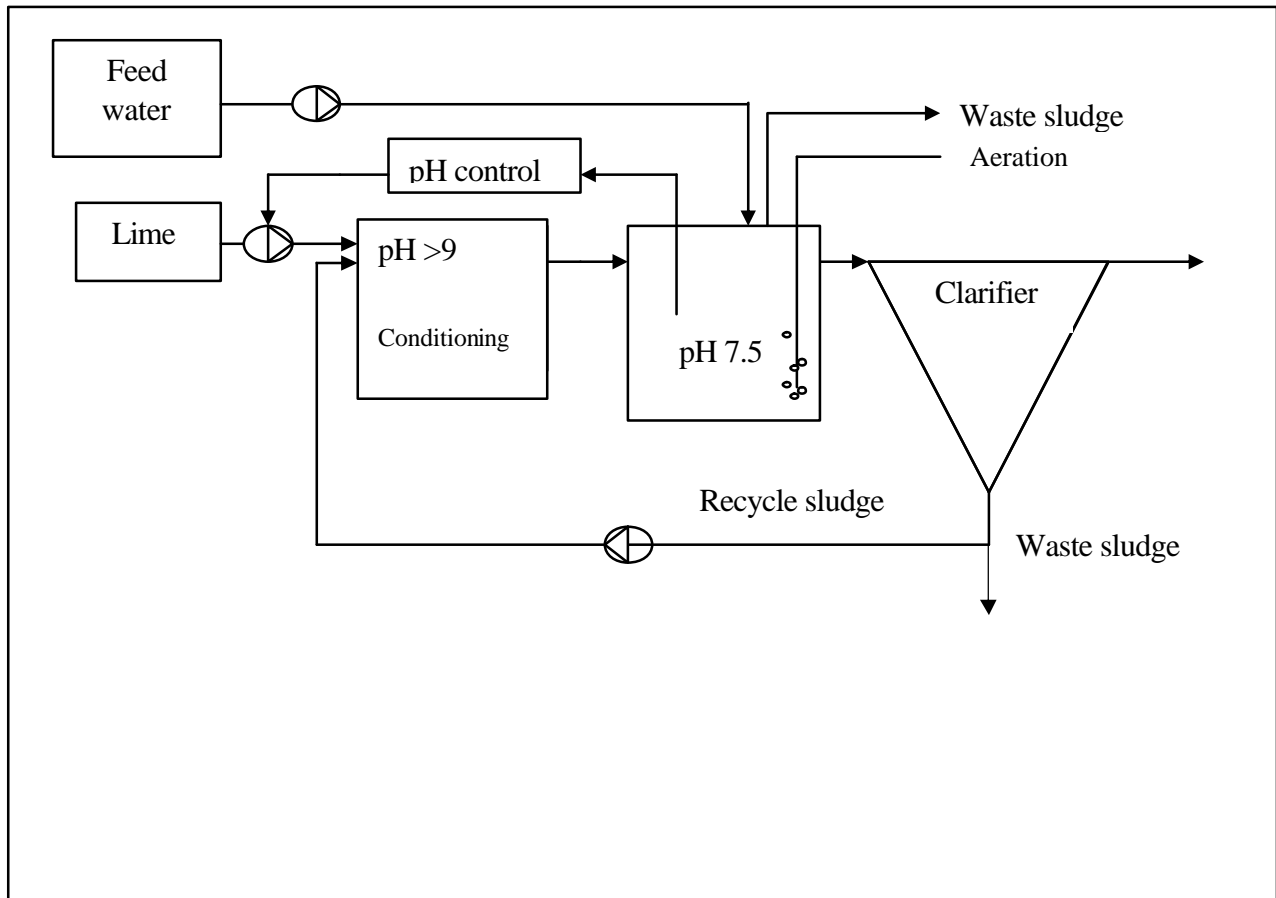 Feed
water
Waste sludge
Aeration
pH control
Lime
pH >9
Conditioning
pH 7.5
Clarifier
Recycle sludge
Waste sludge